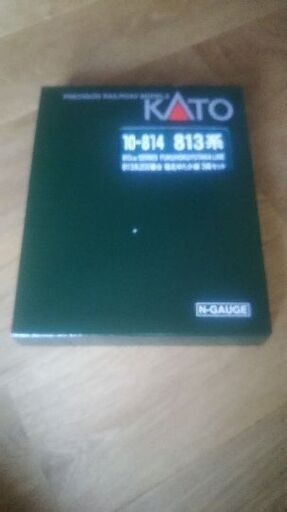 PRECISION RAILROAD MODELS
KATO
10-814 813系
813系200番台 福北ゆたか線 3両セット
N-GAUGE